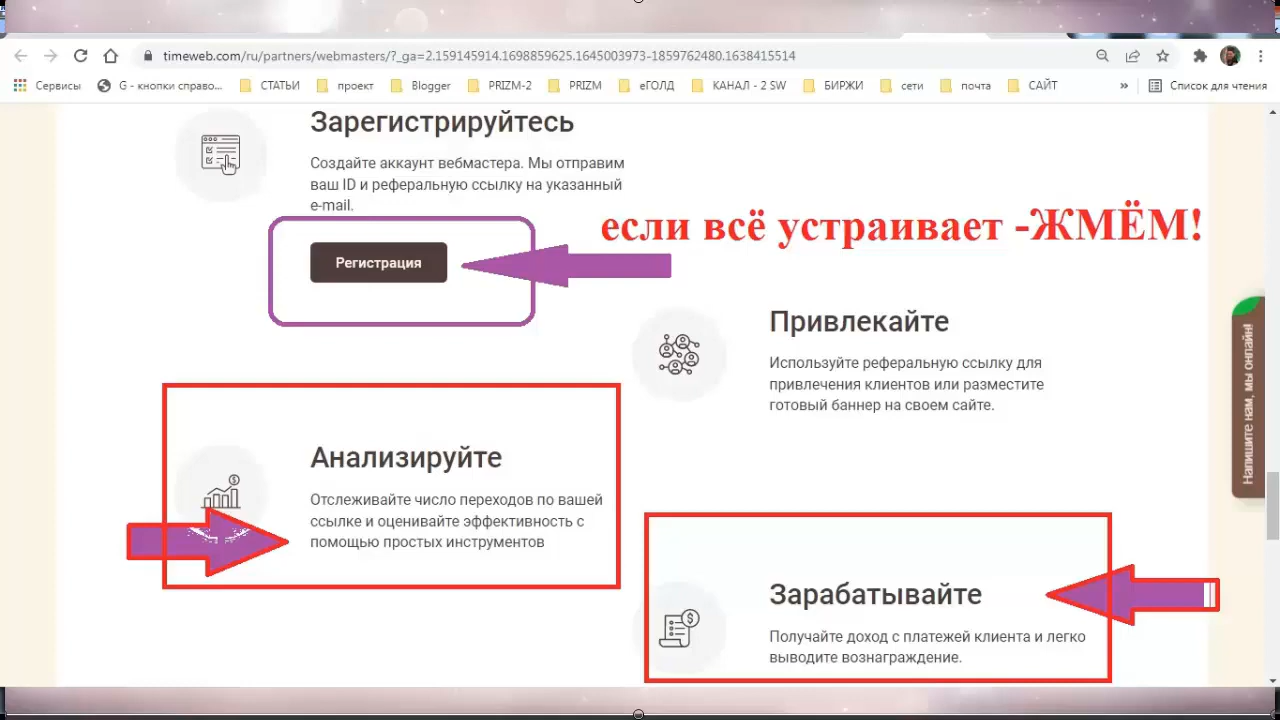 timeweb.com/ru/partners/webmasters/?_ga=2.159145914.1698859625.1645003973-1859762480.1638415514
Сервисы
G - кнопки справо...
СТАТЬИ
проект
Blogger
PRIZM-2
PRIZM
еГОЛД
КАНАЛ - 2 SW
БИРЖИ
сети
почта
САЙТ
»
Список для чтения
Зарегистрируйтесь
Создайте аккаунт вебмастера. Мы отправим
ваш ID и реферальную ссылку на указанный
e-mail.
если всё устраивает -ЖМЁМ!
Регистрация
Привлекайте
Используйте реферальную ссылку для
привлечения клиентов или разместите
готовый баннер на своем сайте.
Напишите нам, мы онлайн!
Анализируйте
Отслеживайте число переходов по вашей
ссылке и оценивайте эффективность с
помощью простых инструментов
Зарабатывайте
Получайте доход с платежей клиента и легко
выводите вознаграждение.